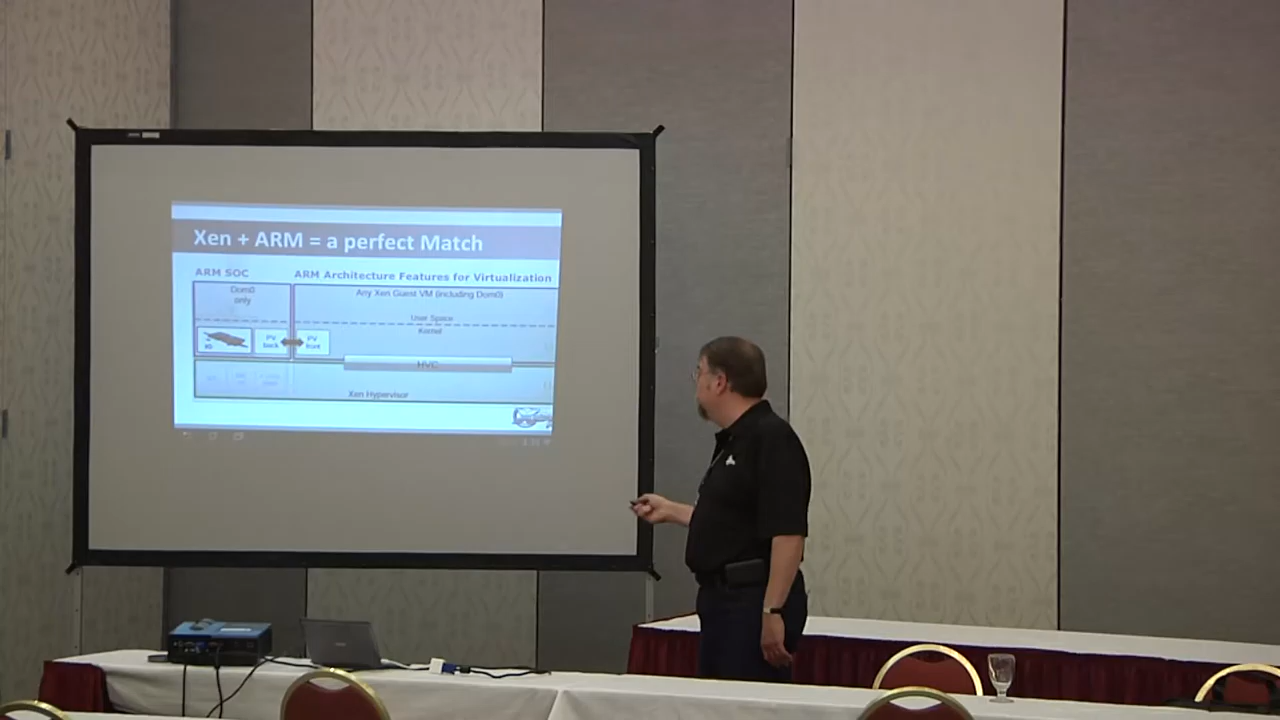 Xen + ARM = a perfect Match
ARM SOC
ARM Architecture Features for Virtualization
Dom0
only
Any Xen Guest VM (including Dom0)
User Space
Kernel
PV
back
PV
front
HVC
Xen Hypervisor